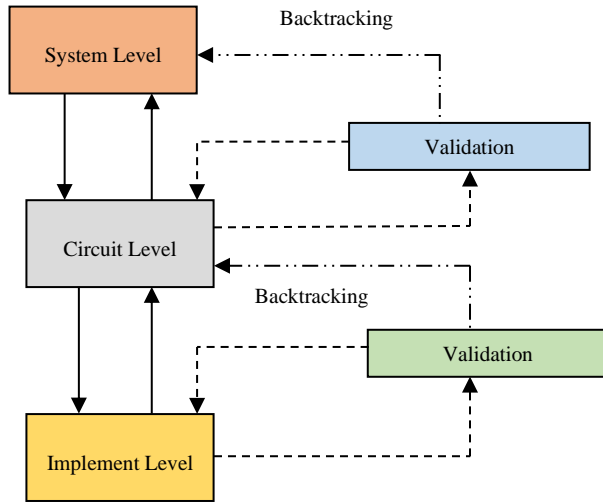 Backtracking
System Level
Validation
Circuit Level
Backtracking
Validation
Implement Level